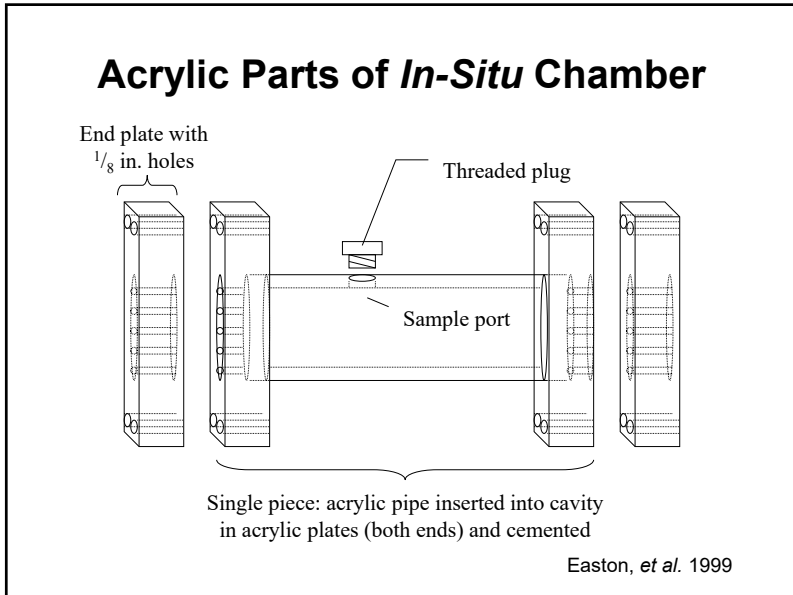 Acrylic Parts of In-Situ Chamber
End plate with
1/8 in. holes
Threaded plug
Sample port
Single piece: acrylic pipe inserted into cavity
in acrylic plates (both ends) and cemented
Easton, et al. 1999